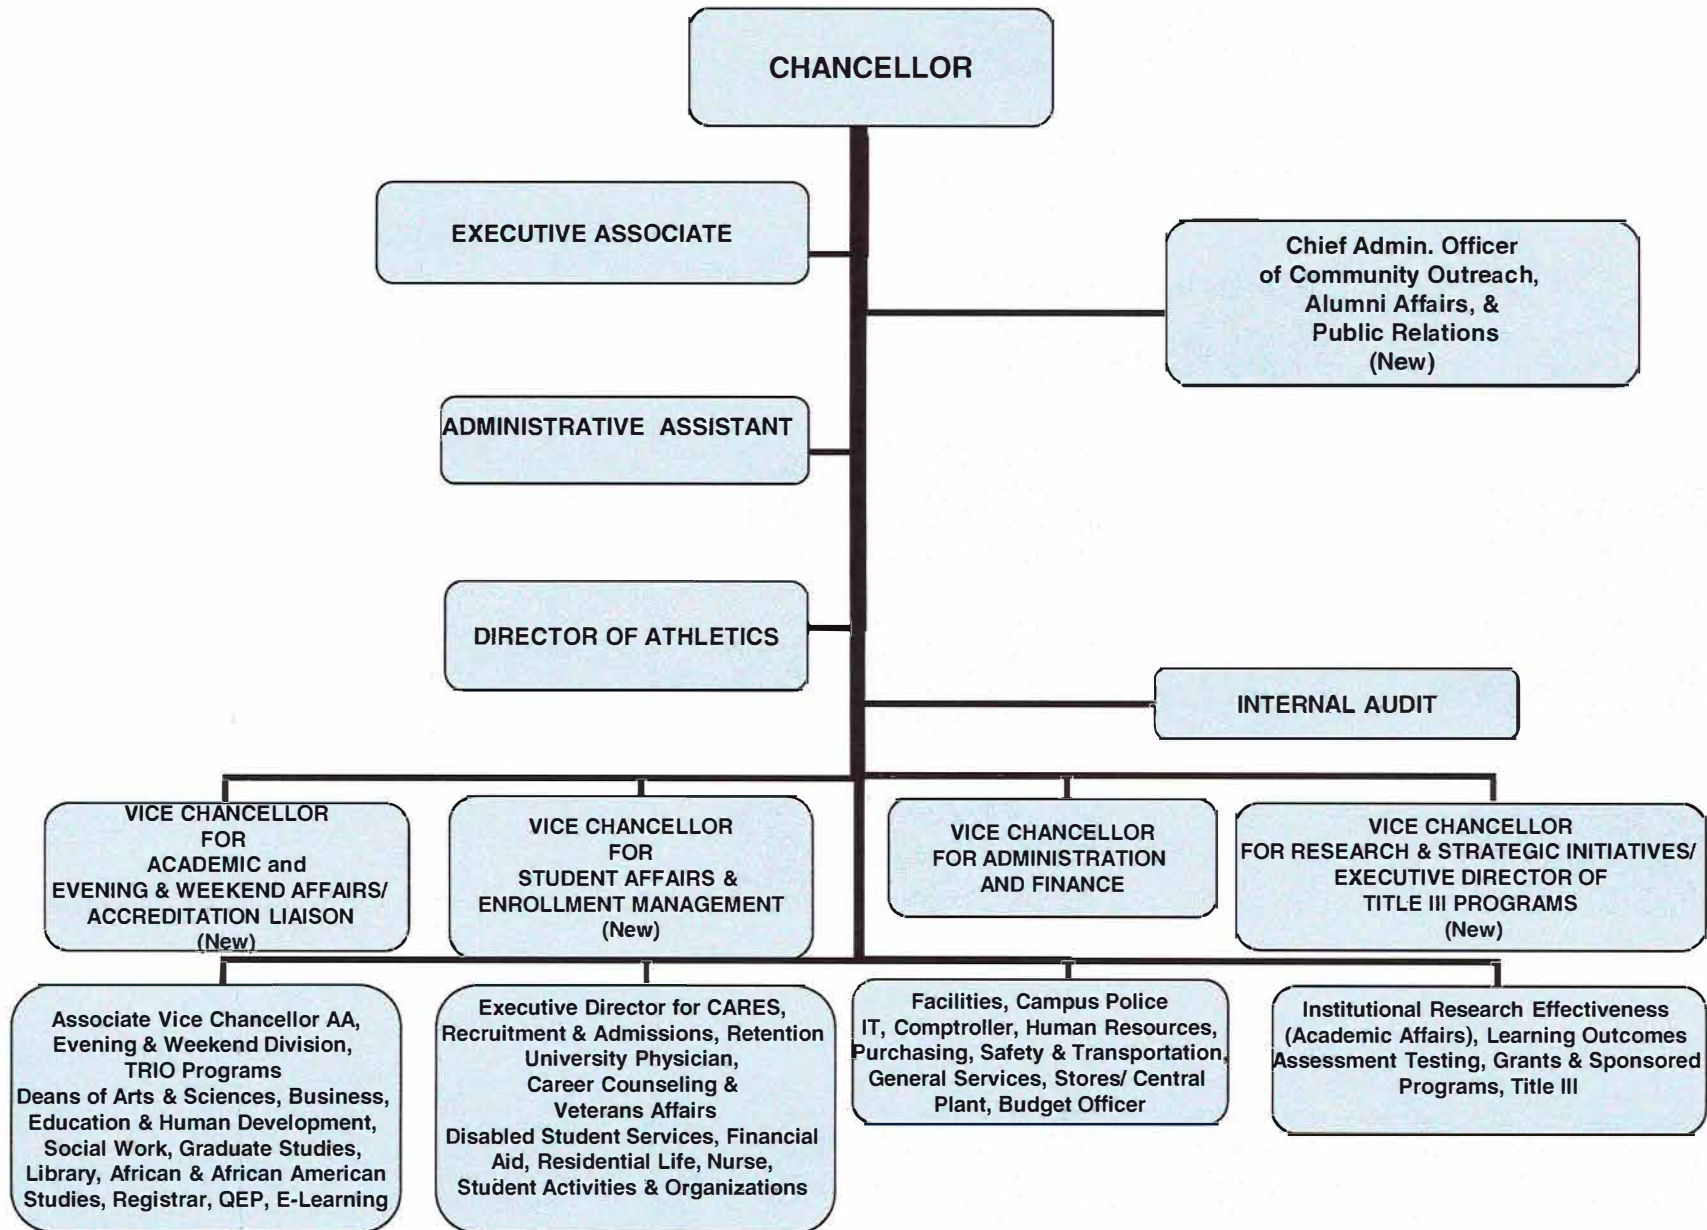 CHANCELLOR
EXECUTIVE ASSOCIATE
Chief Admin. Officer
of Community Outreach,
Alumni Affairs, &
Public Relations
(New)
ADMINISTRATIVE ASSISTANT
DIRECTOR OF ATHLETICS
INTERNAL AUDIT
VICE CHANCELLOR
FOR
ACADEMIC and
EVENING & WEEKEND AFFAIRS/
ACCREDITATION LIAISON
(New)
VICE CHANCELLOR
FOR
STUDENT AFFAIRS &
ENROLLMENT MANAGEMENT
(New)
VICE CHANCELLOR
FOR ADMINISTRATION
AND FINANCE
VICE CHANCELLOR
FOR RESEARCH & STRATEGIC INITIATIVES/
EXECUTIVE DIRECTOR OF
TITLE III PROGRAMS
(New)
Associate Vice Chancellor AA,
Evening & Weekend Division,
TRIO Programs
Deans of Arts & Sciences, Business,
Education & Human Development,
Social Work, Graduate Studies,
Library, African & African American
Studies, Registrar, QEP, E-Learning
Executive Director for CARES,
Recruitment & Admissions, Retention
University Physician,
Career Counseling &
Veterans Affairs
Disabled Student Services, Financial
Aid, Residential Life, Nurse,
Student Activities & Organizations
Facilities, Campus Police
IT, Comptroller, Human Resources,
Purchasing, Safety & Transportation,
General Services, Stores/ Central
Plant, Budget Officer
Institutional Research Effectiveness
(Academic Affairs), Learning Outcomes
Assessment Testing, Grants & Sponsored
Programs, Title III